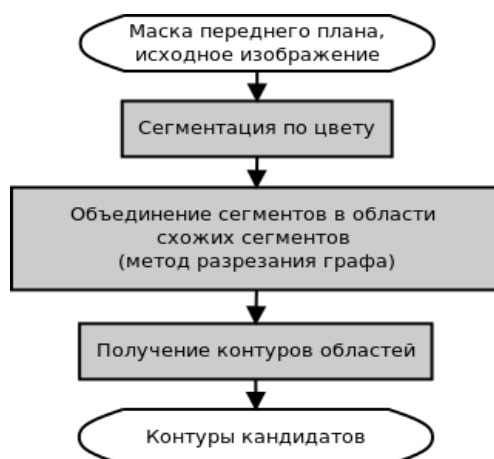 Маска переднего плана,
исходное изображение
Сегментация по цвету
Объединение сегментов в области
схожих сегментов
(метод разрезания графа)
Получение контуров областей
Контуры кандидатов